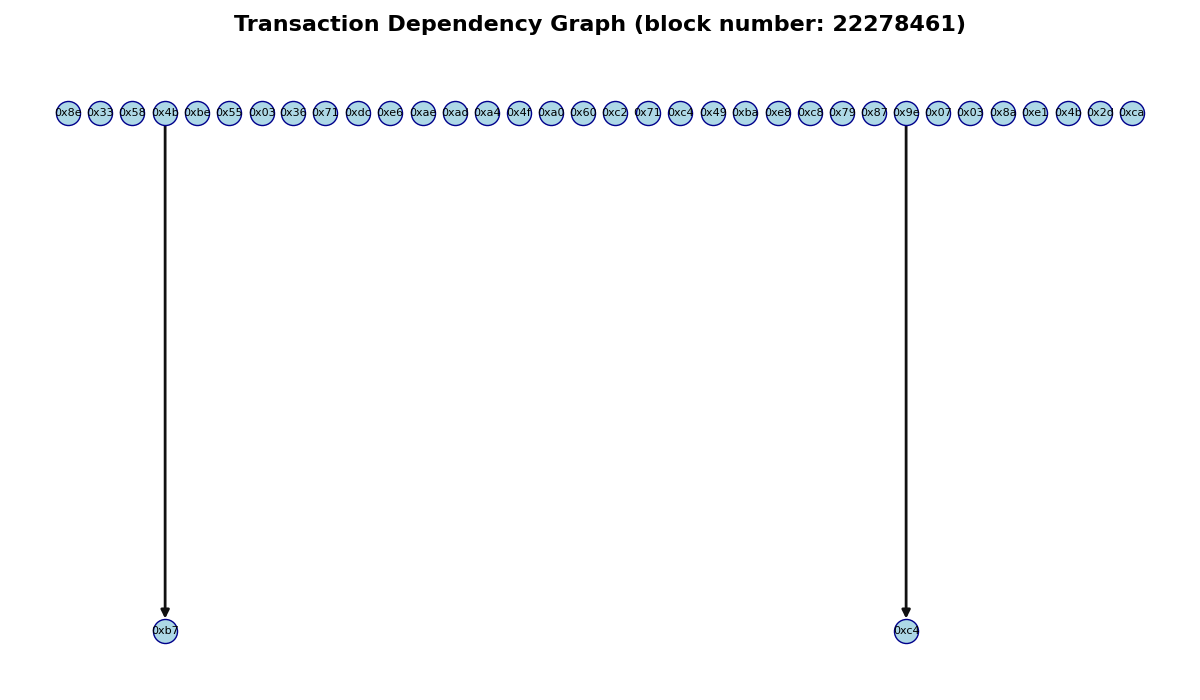 Transaction Dependency Graph (block number: 22278461)
0x8e 0x33 0x58 0x4b 0xbe 0x55 0x03 0x36 0x71 0xdc 0xe6 0xae 0xad 0xa4 0x4f 0xa0 0x60 0xc2 0x71 0xc4 0x49 0xba 0xe8 0xc8 0x79 0x87 0x9e 0x07 0x03 0x8a 0xe1 0x4b 0x2d 0xca
0xb7 0xc4